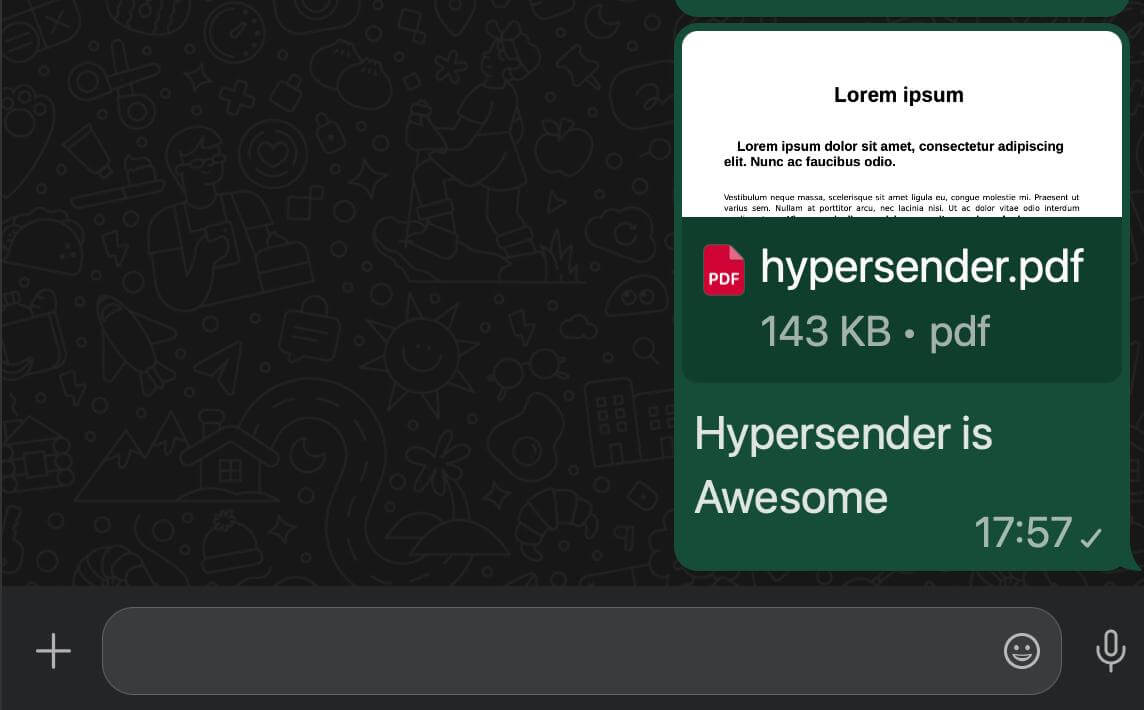 Lorem ipsum
Lorem ipsum dolor sit amet, consectetur adipiscing
elit. Nunc ac faucibus odio.
Vestibulum neque massa, scelerisque sit amet ligula eu, congue molestie mi. Praesent ut
varius sem. Nullam at porttitor arcu, nec lacinia nisi. Ut ac dolor vitae odio interdum
PDF
hypersender.pdf
143 KB • pdf
Hypersender is
Awesome
17:57